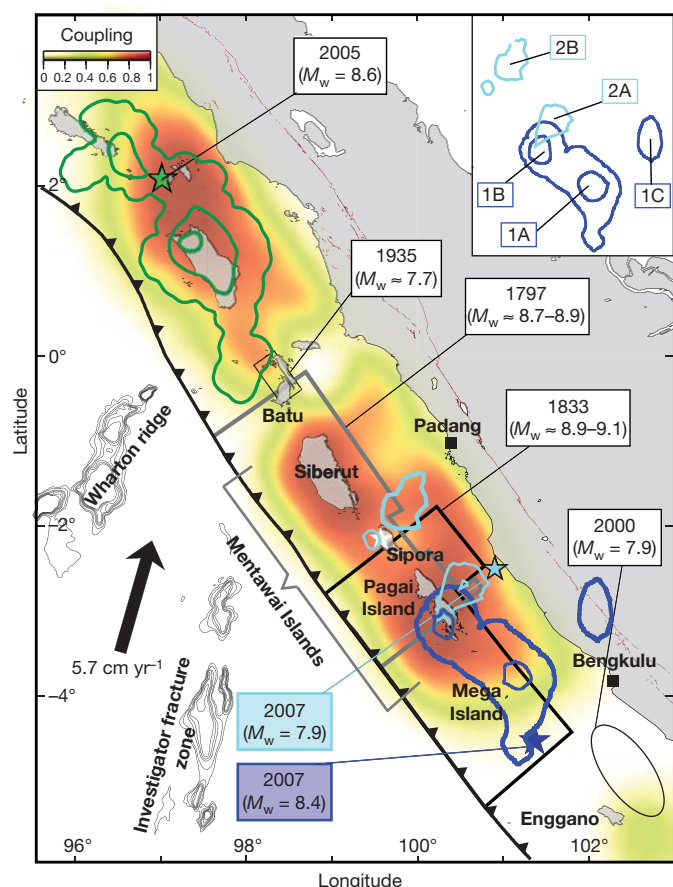 Coupling
0 0.2 0.4 0.6 0.8 1
2005
(Mw = 8.6)
2B
2A
1B
1C
1A
2°
1935
(Mw ≈ 7.7)
1797
(Mw ≈ 8.7–8.9)
0°
Batu
1833
(Mw ≈ 8.9–9.1)
Padang
Latitude
Wharton ridge
Siberut
2000
(Mw = 7.9)
–2°
Sipora
Mentawai Islands
Pagai
Island
5.7 cm yr–1
Bengkulu
–4°
Mega
Island
2007
(Mw = 7.9)
Investigator fracture
zone
2007
(Mw = 8.4)
Enggano
96° 98° 100° 102°
Longitude